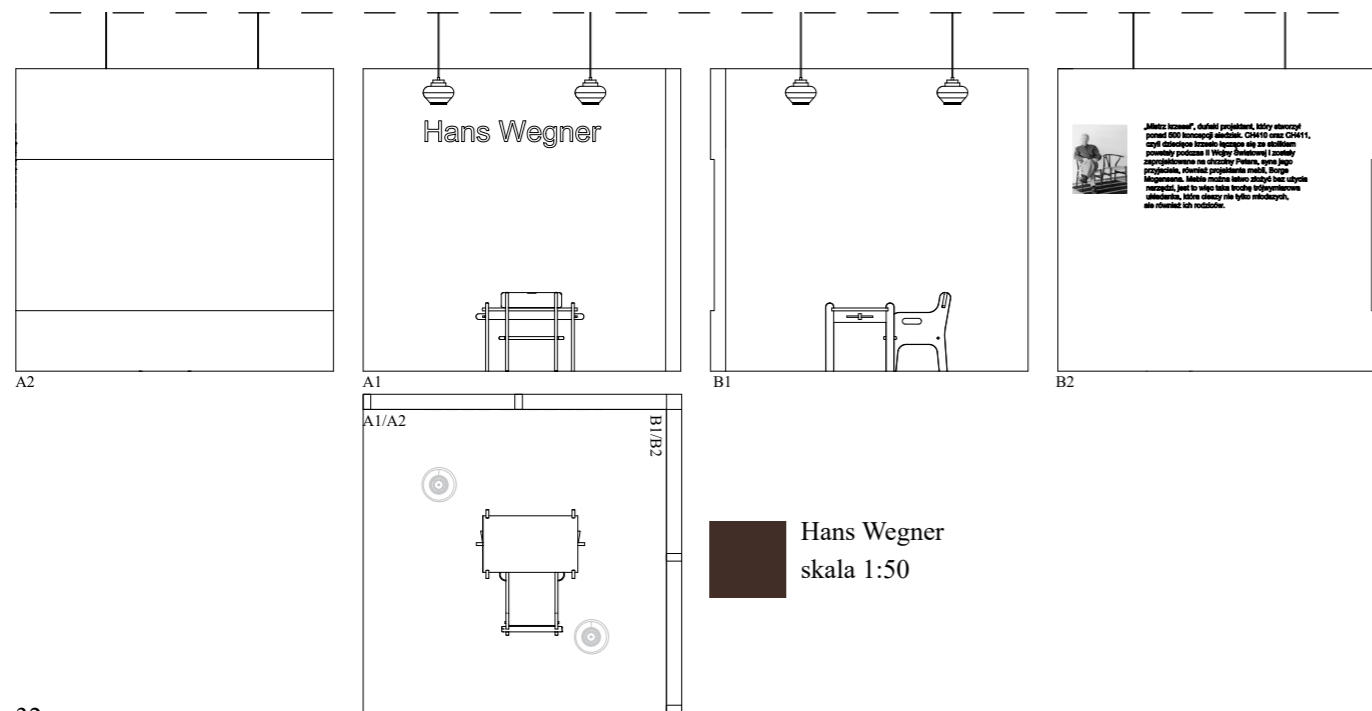 Hans Wegner
„Mistrz krzeseł”, duński projektant, który stworzył
ponad 500 koncepcji siedzisk. CH410 oraz CH411,
czyli dziecięce krzesło łączące się ze stolikiem
powstały podczas II Wojny Światowej i zostały
zaprojektowane na chrzciny Petera, syna jego
przyjaciela, również projektanta mebli, Borge
Mogensena. Meble można łatwo złożyć bez użycia
narzędzi, jest to więc taka trochę trójwymiarowa
układanka, która cieszy nie tylko młodszych,
ale również ich rodziców.
A2
A1
B1
B2
A1/A2
B1/B2
Hans Wegner
skala 1:50